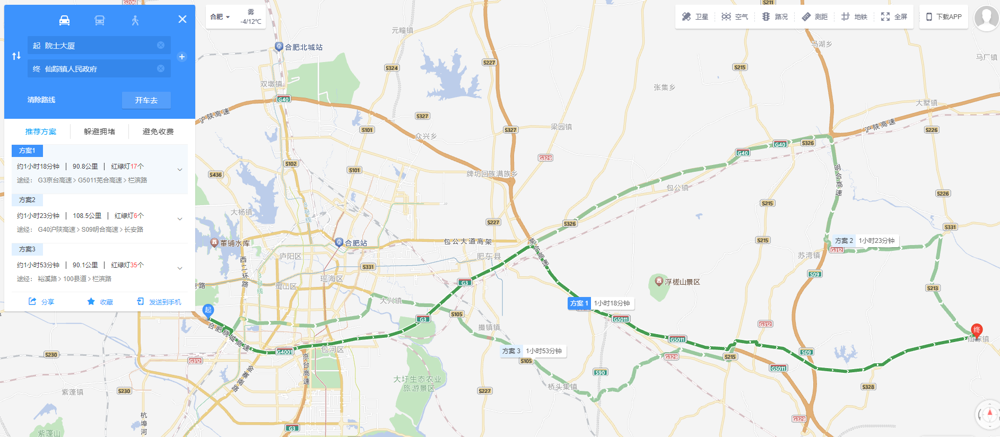 起 院士大厦
终 仙踪镇人民政府
清除路线
开车去
推荐方案
躲避拥堵
避免收费
方案1
约1小时18分钟 | 90.8公里 | 红绿灯17个
途经: G3京台高速 > G5011芜合高速 > 栏滨路
方案2
约1小时23分钟 | 108.5公里 | 红绿灯6个
途经: G40沪陕高速 > S09明合高速 > 长安路
方案3
约1小时53分钟 | 90.1公里 | 红绿灯35个
途经: 裕溪路 > 100县道 > 栏滨路
分享
收藏
发送到手机
合肥
雾
-4/12℃
卫星
空气
路况
测距
地铁
全屏
下载APP
G206
S211
元疃镇
合肥北城站
马湖乡
马厂镇
S227
S324
S215
双墩镇
张集乡
G40
大墅镇
沪陕高速
S327
S101
S327
梁园镇
沪陕高速
S226
众兴乡
G40
S326
G40
G329
S102
S101
S436
牌坊回族满族乡
明合高速
包公镇
S226
S215
大杨镇
S227
S326
S331
董铺水库
合肥站
包公大道高架
芜合高速
S215
方案 2 1小时23分钟
G312
庐阳区
肥东县
苏湾镇
西二环路
S331
S09
瑶海区
浮槎山景区
3号线
蜀山区
G3
S213
大兴镇
方案 1 1小时18分钟
起
S105
G3
G5011
撮镇镇
G312
合肥绕城高速
G5011
终
仙踪镇
包河区
G4001
方案 3 1小时53分钟
S09
S230
G312
S105
G329
S215
G5011
京台高速
金寨南路
S90
大圩生态农业
旅游景区
桥头集镇
S328
紫蓬镇
S230
S227
杭埠河
G329
G3
紫蓬山